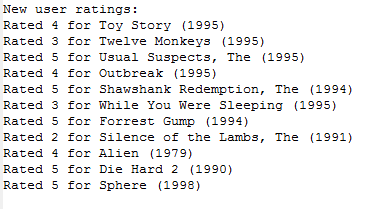 New user ratings:
Rated 4 for Toy Story (1995)
Rated 3 for Twelve Monkeys (1995)
Rated 5 for Usual Suspects, The (1995)
Rated 4 for Outbreak (1995)
Rated 5 for Shawshank Redemption, The (1994)
Rated 3 for While You Were Sleeping (1995)
Rated 5 for Forrest Gump (1994)
Rated 2 for Silence of the Lambs, The (1991)
Rated 4 for Alien (1979)
Rated 5 for Die Hard 2 (1990)
Rated 5 for Sphere (1998)